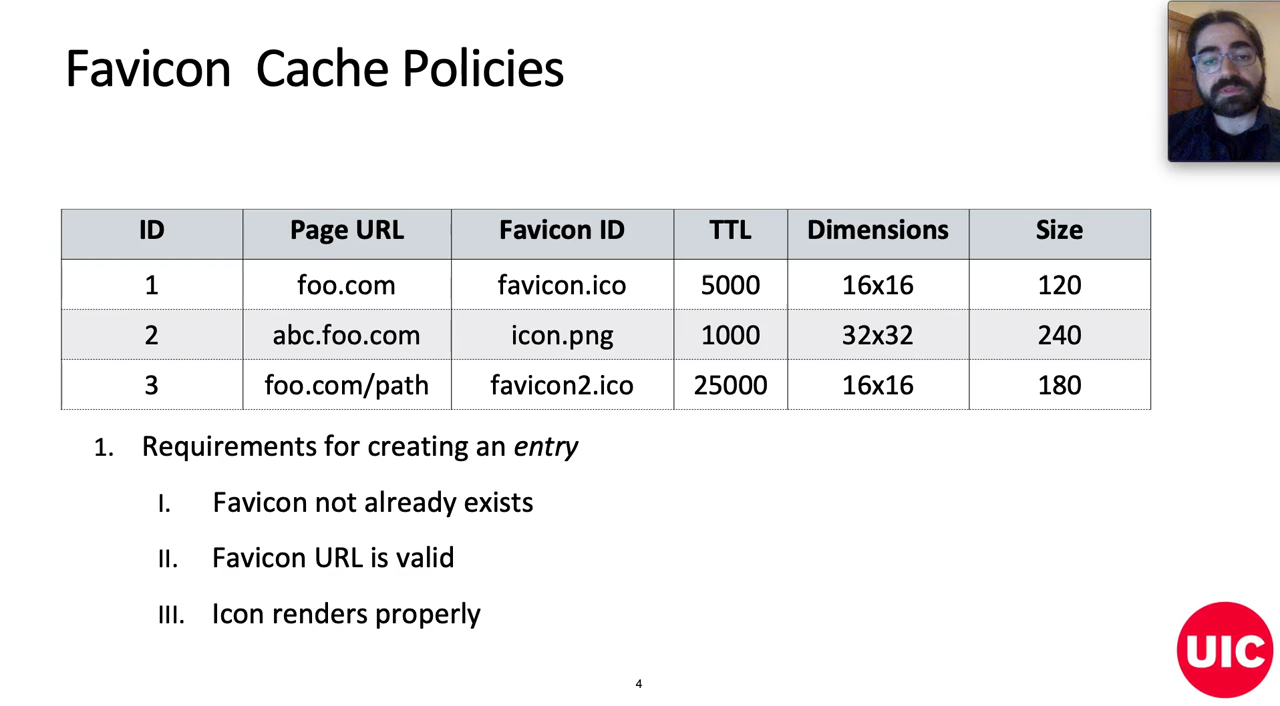 Favicon Cache Policies
ID Page URL Favicon ID TTL Dimensions Size
1 foo.com favicon.ico 5000 16x16 120
2 abc.foo.com icon.png 1000 32x32 240
3 foo.com/path favicon2.ico 25000 16x16 180
1. Requirements for creating an entry
I. Favicon not already exists
II. Favicon URL is valid
III. Icon renders properly
UIC
4